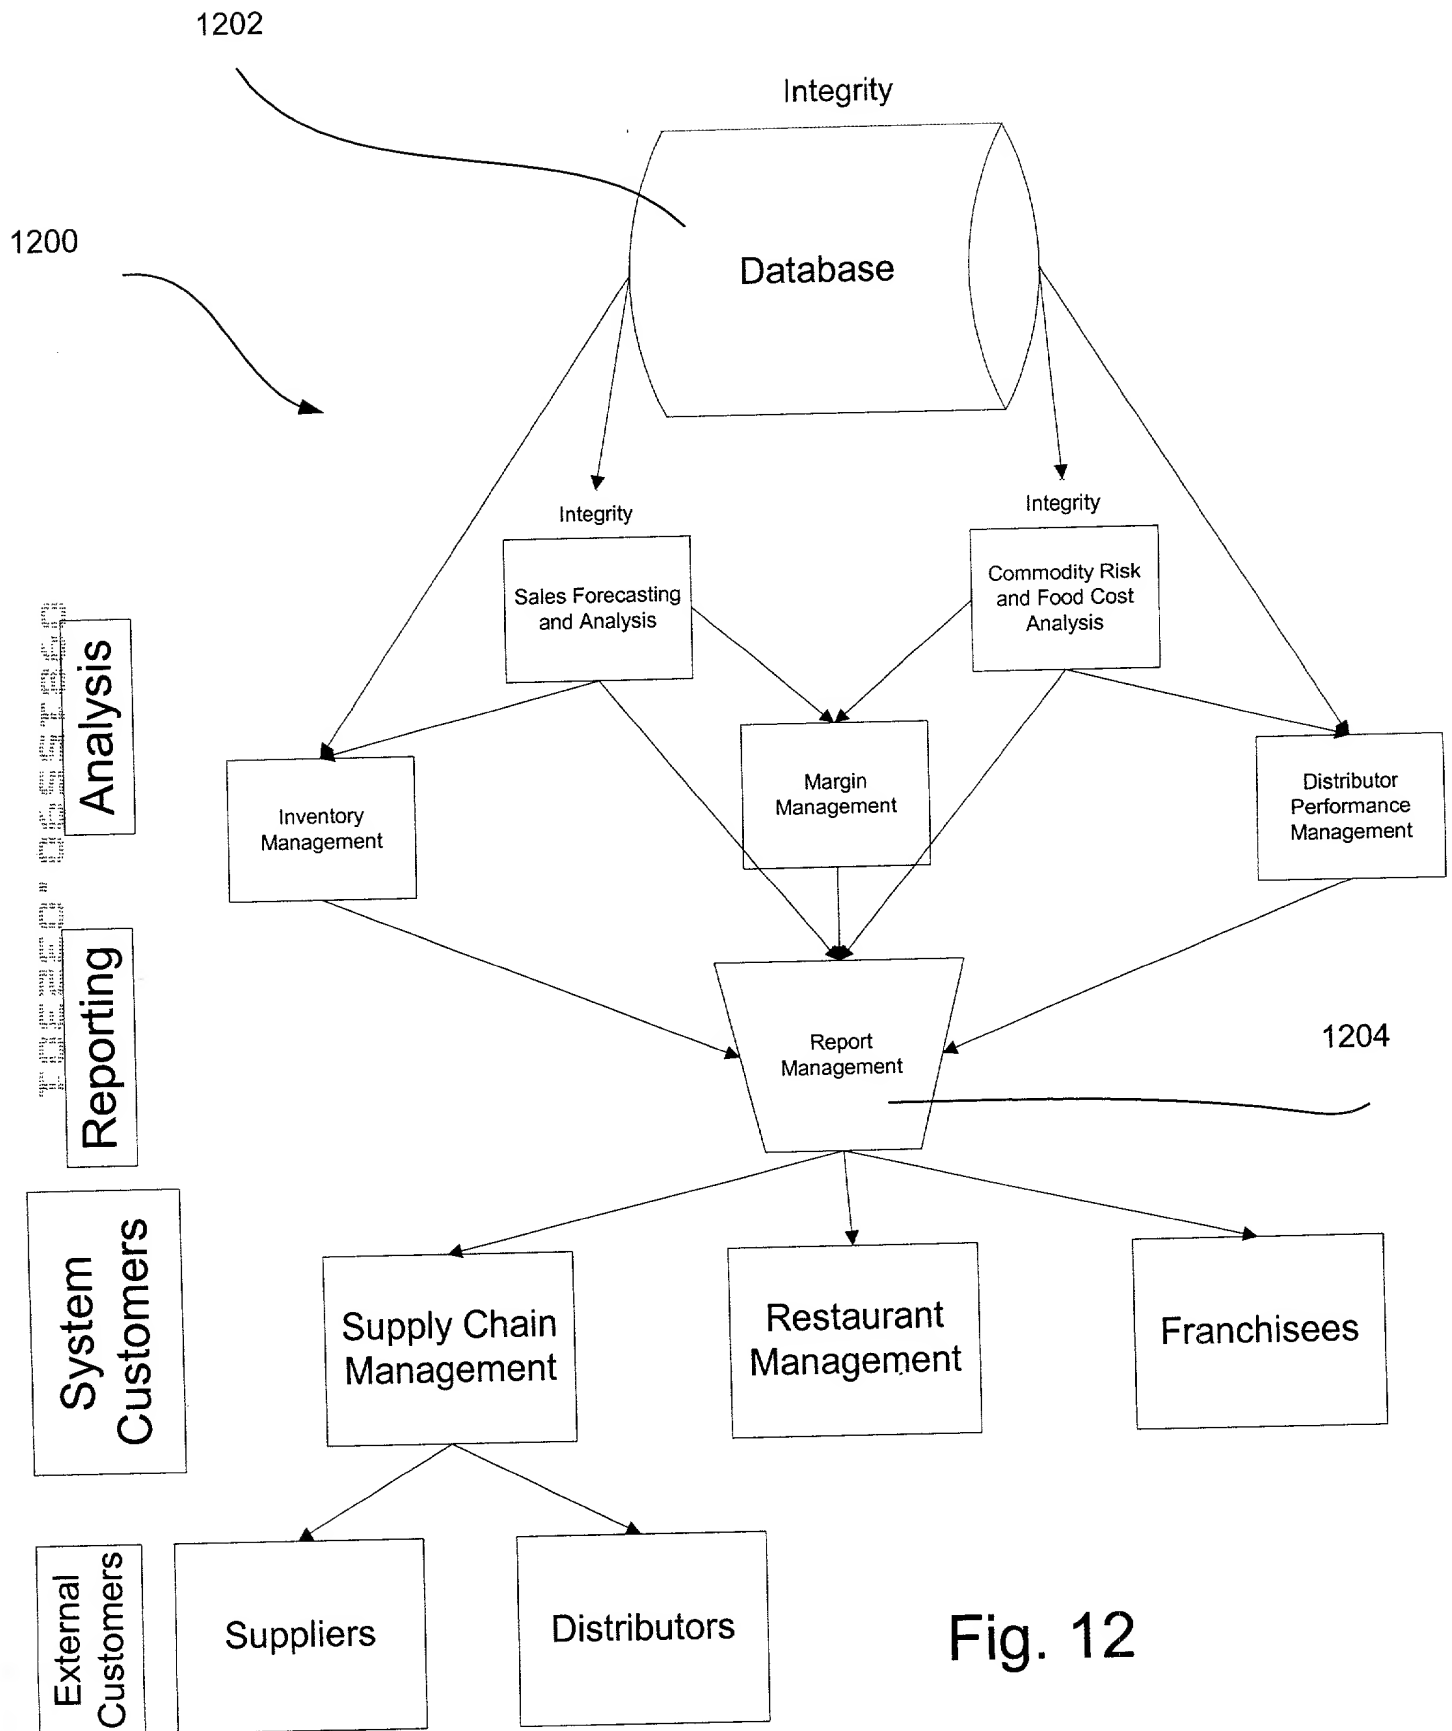 1202
Integrity
1200
Database
Integrity
Integrity
Sales Forecasting
and Analysis
Commodity Risk
and Food Cost
Analysis
Analysis
Inventory
Management
Margin
Management
Distributor
Performance
Management
Reporting
Report
Management
1204
System
Customers
Supply Chain
Management
Restaurant
Management
Franchisees
External
Customers
Suppliers
Distributors
Fig. 12